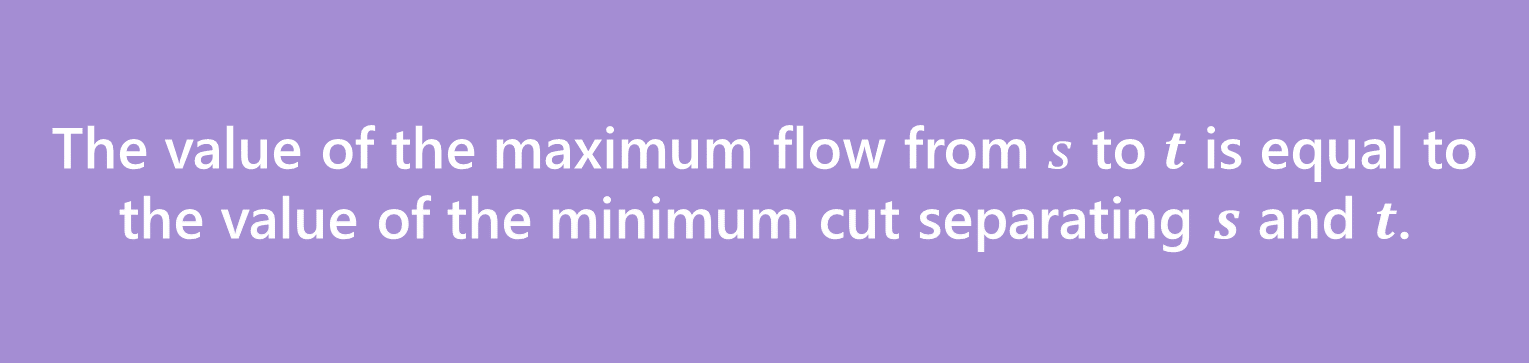 The value of the maximum flow from s to t is equal to
the value of the minimum cut separating s and t.